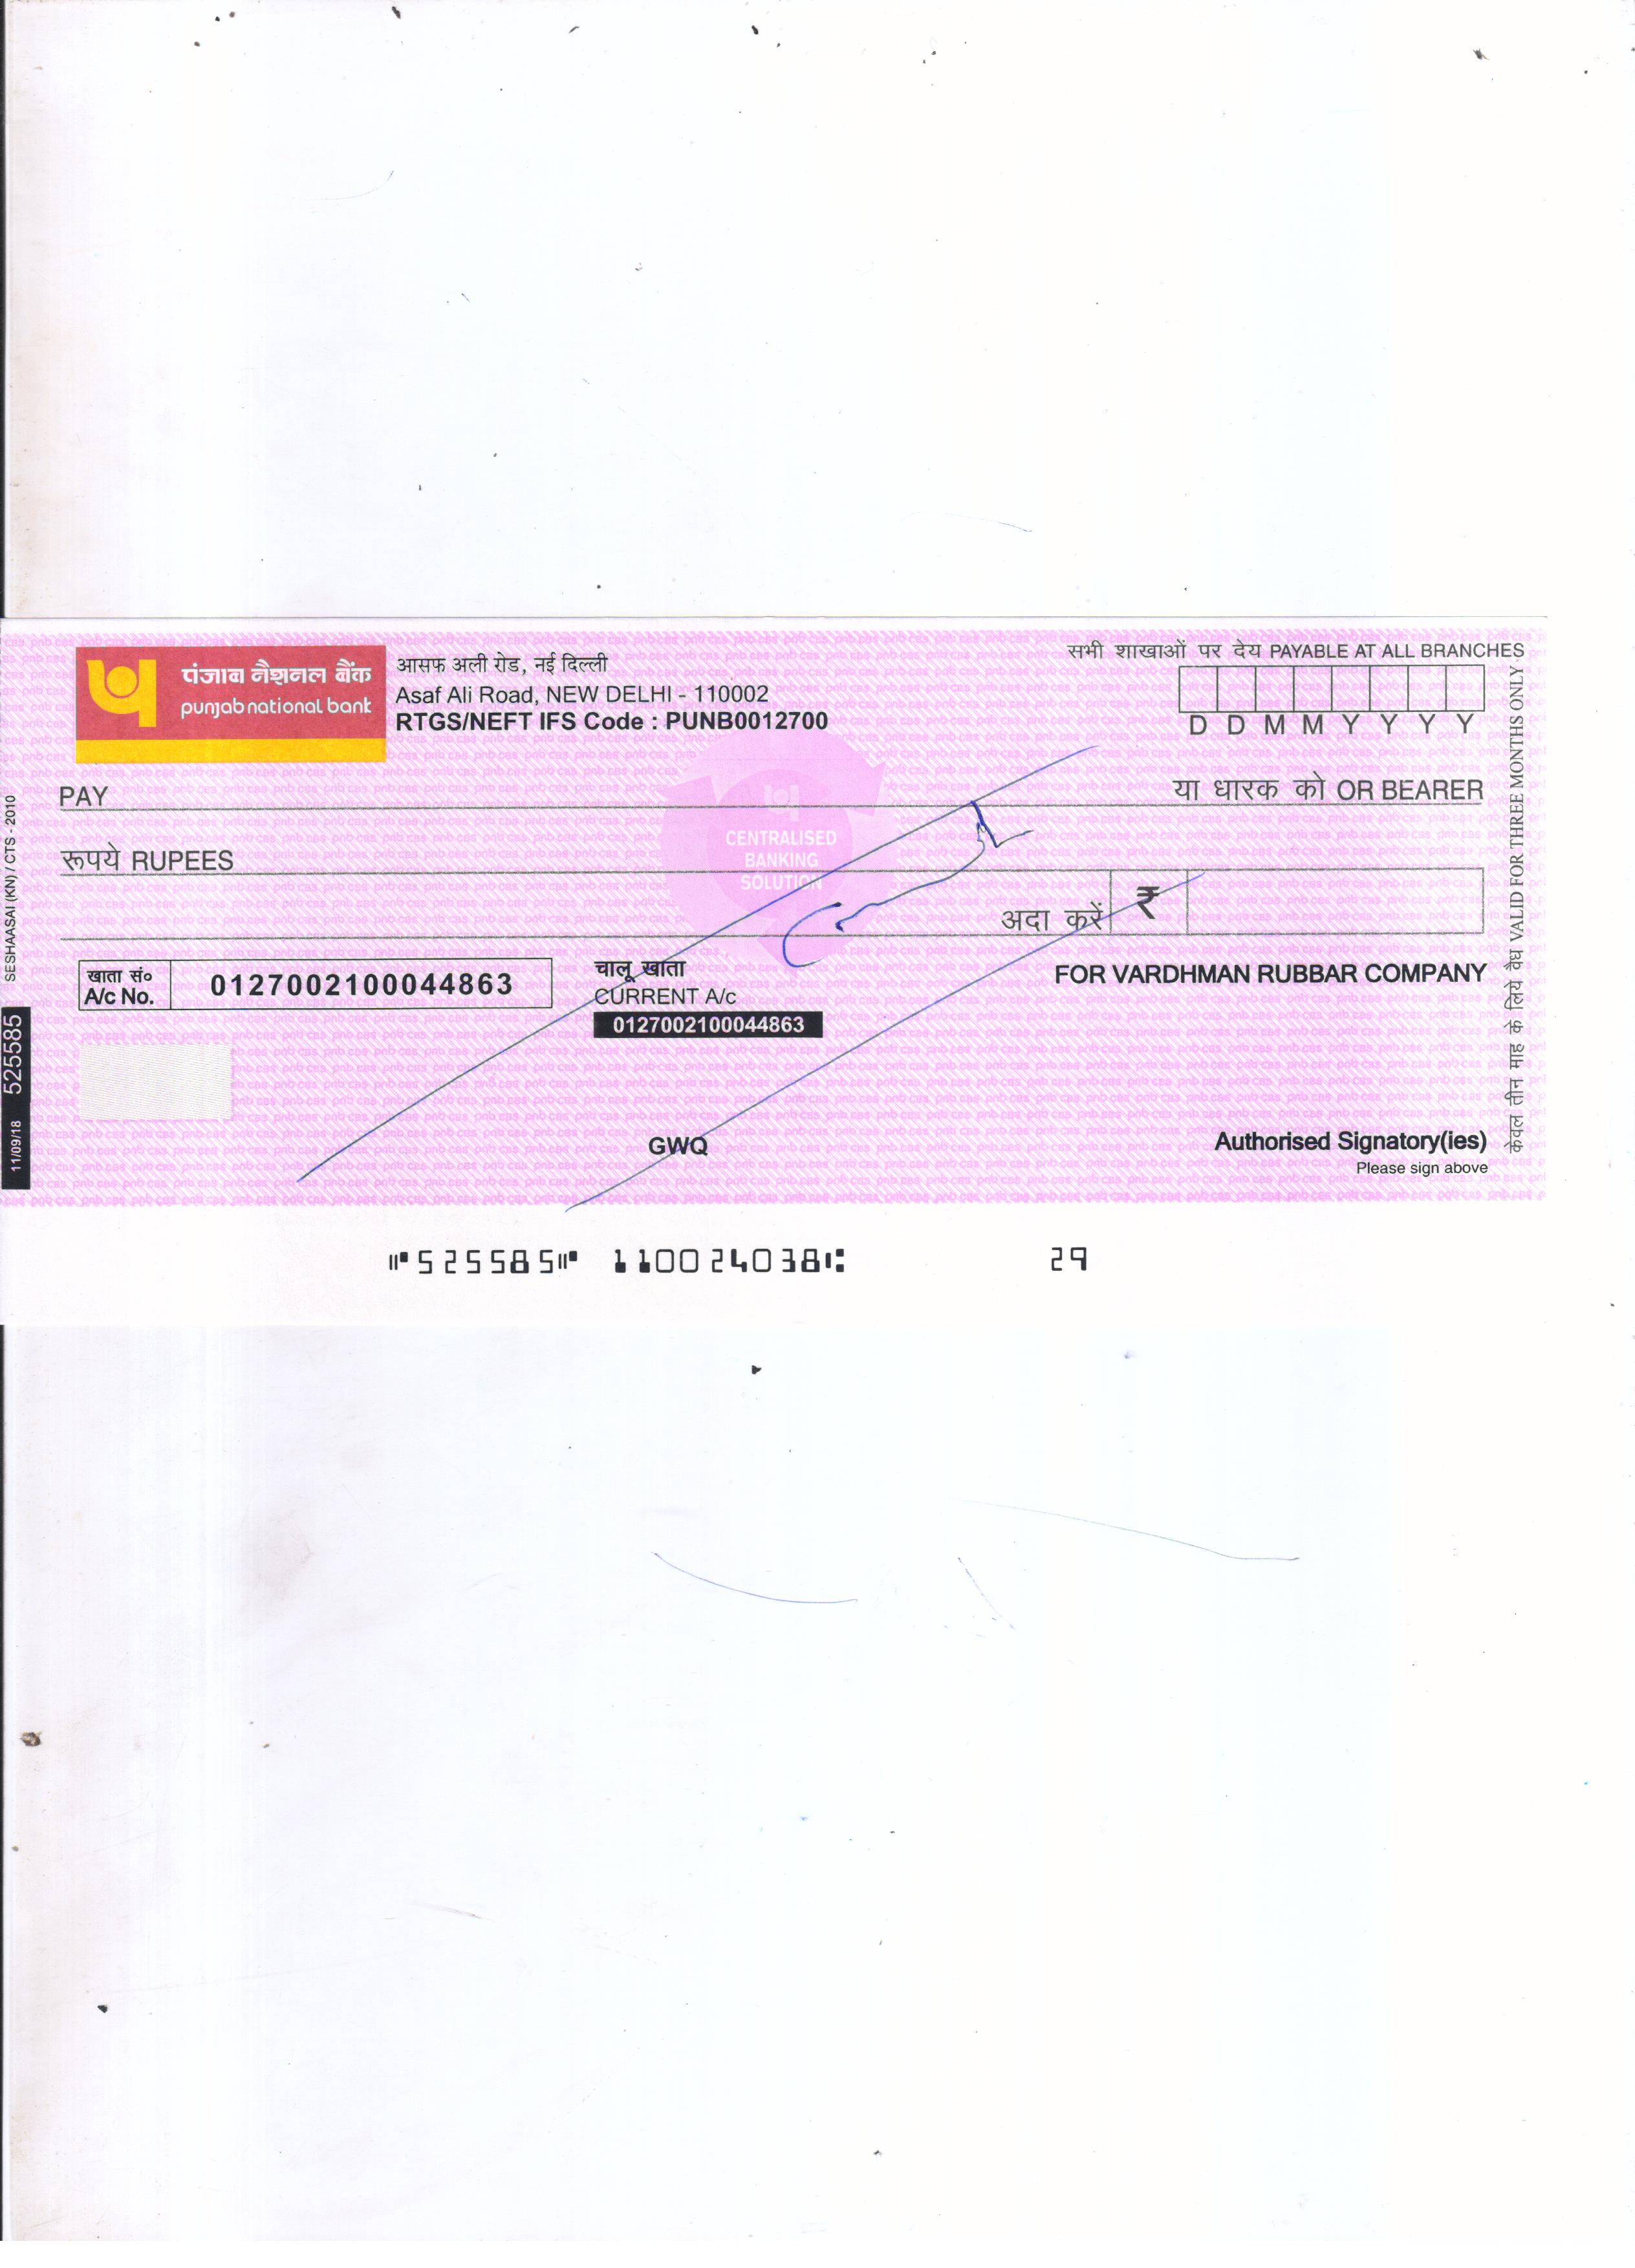 पंजाब नैशनल बैंक
punjab national bank
आसफ अली रोड, नई दिल्ली
Asaf Ali Road, NEW DELHI - 110002
RTGS/NEFT IFS Code : PUNB0012700
सभी शाखाओं पर देय PAYABLE AT ALL BRANCHES
D D M M Y Y Y Y
PAY
या धारक को OR BEARER
CENTRALISED
BANKING
SOLUTION
रूपये RUPEES
अदा करें ₹
खाता सं०
A/c No.
0127002100044863
चालू खाता
CURRENT A/c
0127002100044863
FOR VARDHMAN RUBBAR COMPANY
GWQ
Authorised Signatory(ies)
Please sign above
केवल तीन माह के लिये वैध VALID FOR THREE MONTHS ONLY
SESHAASAI (KN) / CTS - 2010
11/09/18 525585
⑈525585⑈ 110024038⑆ 29